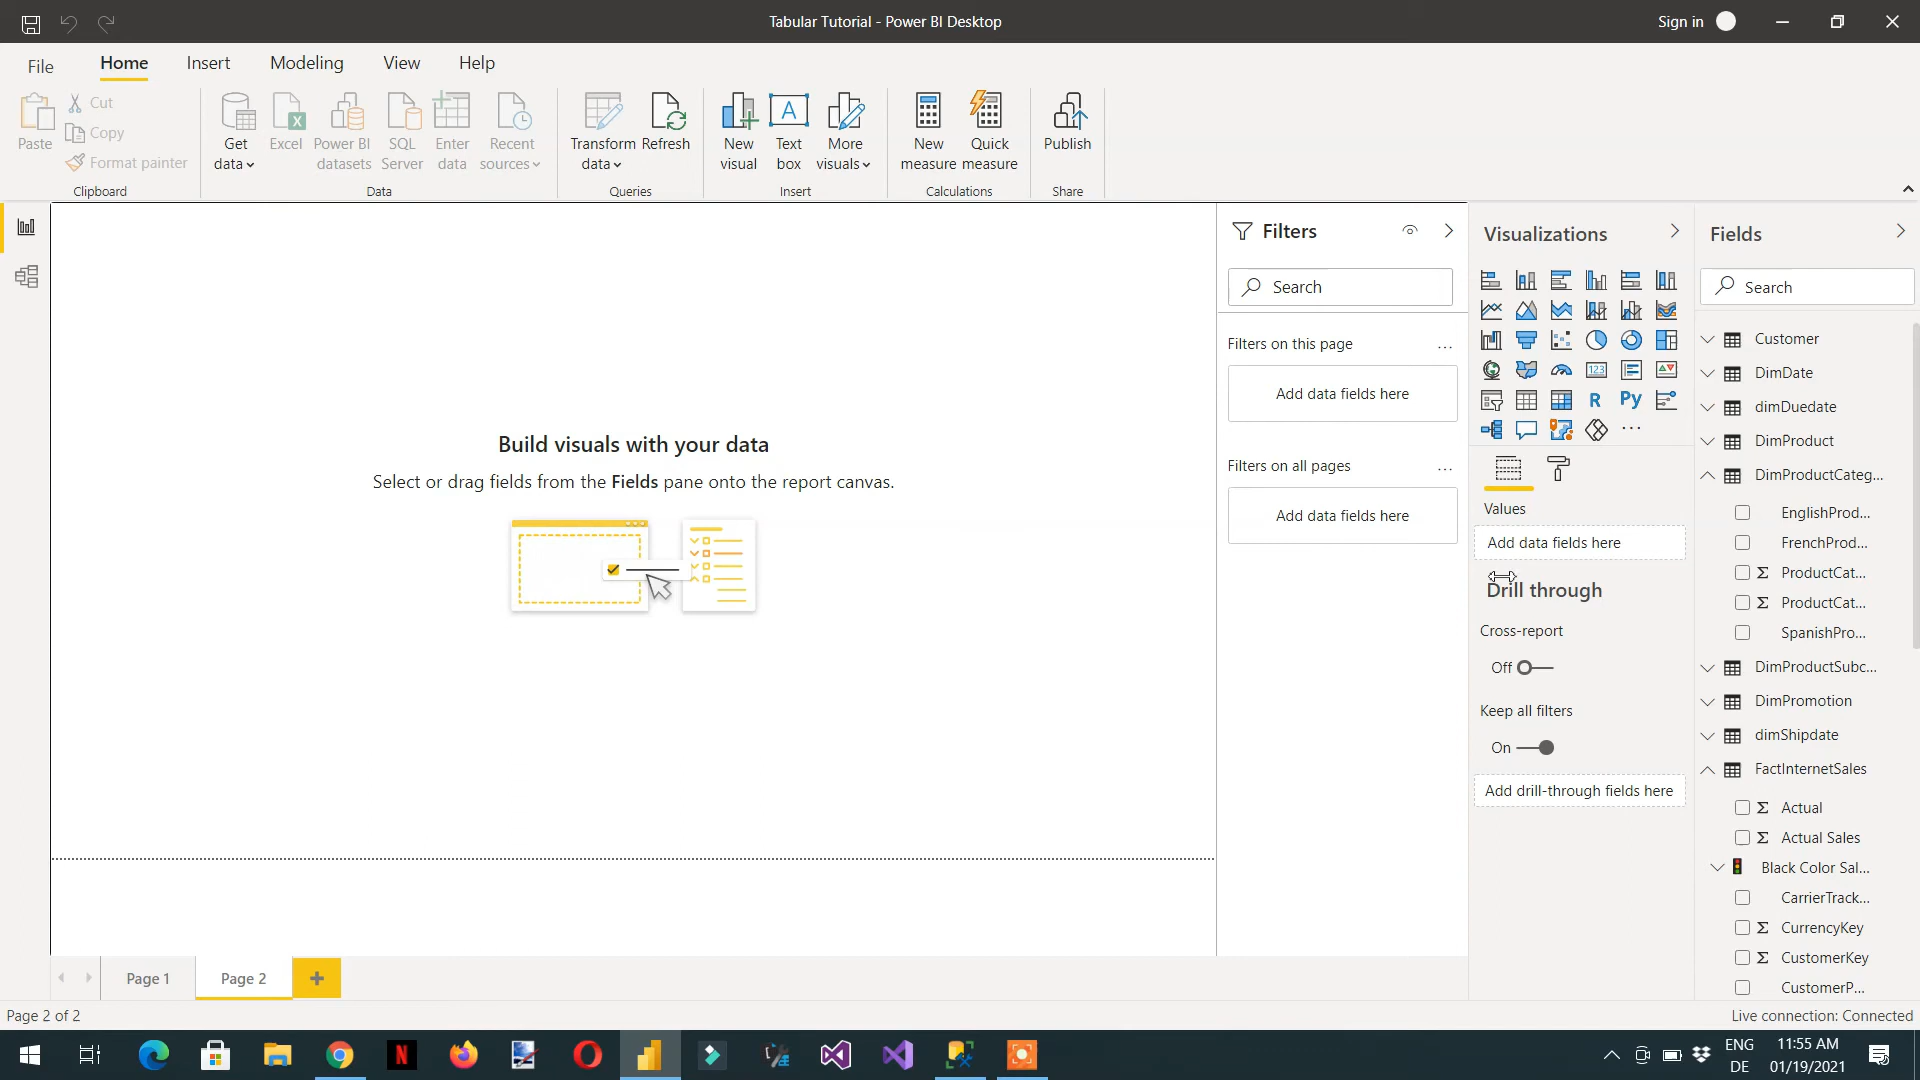 Tabular Tutorial - Power BI Desktop
Sign in
File
Home
Insert
Modeling
View
Help
Paste
Cut
Copy
Format painter
Clipboard
Get data
Excel
Power BI datasets
SQL Server
Enter data
Recent sources
Data
Transform data
Refresh
Queries
New visual
A
Text box
More visuals
Insert
New measure
Quick measure
Calculations
Publish
Share
Build visuals with your data
Select or drag fields from the Fields pane onto the report canvas.
Filters
Search
Filters on this page
...
Add data fields here
Filters on all pages
...
Add data fields here
Visualizations
123
R
Py
...
Values
Add data fields here
Drill through
Cross-report
Off
Keep all filters
On
Add drill-through fields here
Fields
Search
Customer
DimDate
dimDuedate
DimProduct
DimProductCateg...
EnglishProd...
FrenchProd...
Σ ProductCat...
Σ ProductCat...
SpanishPro...
DimProductSubc...
DimPromotion
dimShipdate
FactInternetSales
Σ Actual
Σ Actual Sales
Black Color Sal...
CarrierTrack...
Σ CurrencyKey
Σ CustomerKey
CustomerP...
Page 1
Page 2
+
Page 2 of 2
Live connection: Connected
N
ENG
DE
11:55 AM
01/19/2021